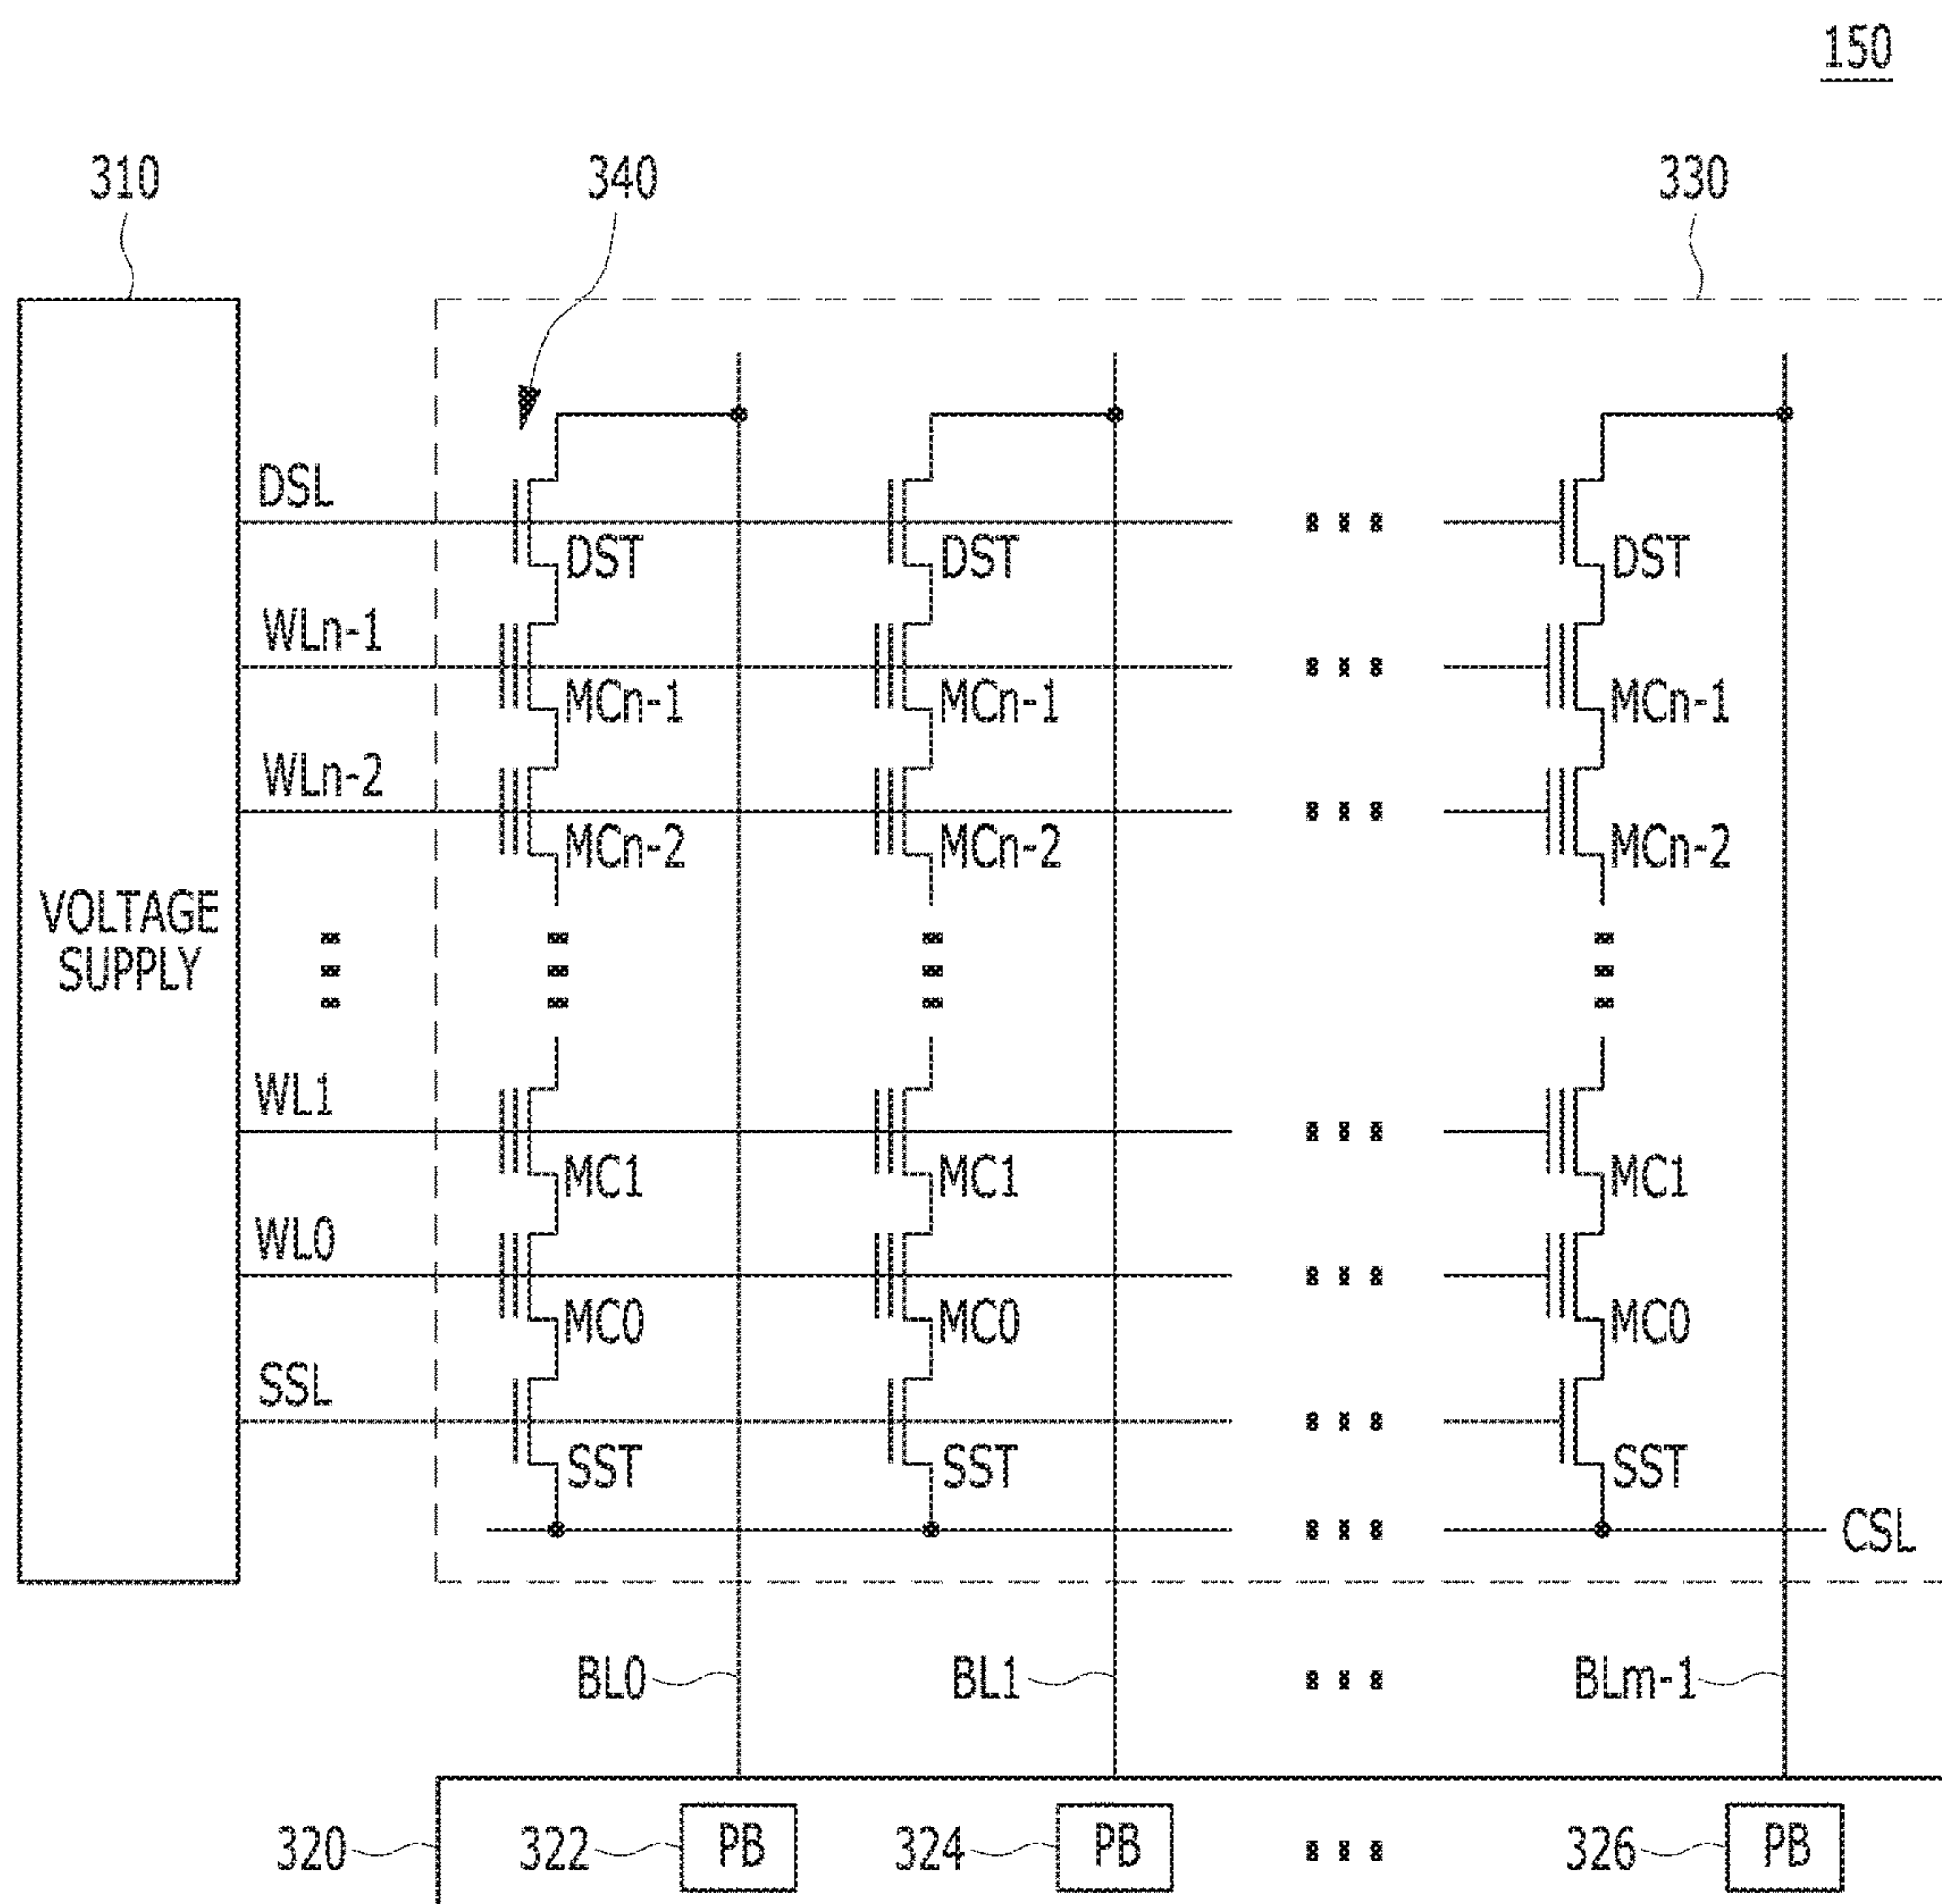 150
310
340
330
DSL
DST
DST
DST
WLn-1
MCn-1
MCn-1
MCn-1
WLn-2
MCn-2
MCn-2
MCn-2
VOLTAGE
SUPPLY
WL1
MC1
MC1
MC1
WL0
MC0
MC0
MC0
SSL
SST
SST
SST
CSL
BL0
BL1
BLm-1
320
322
PB
324
PB
326
PB